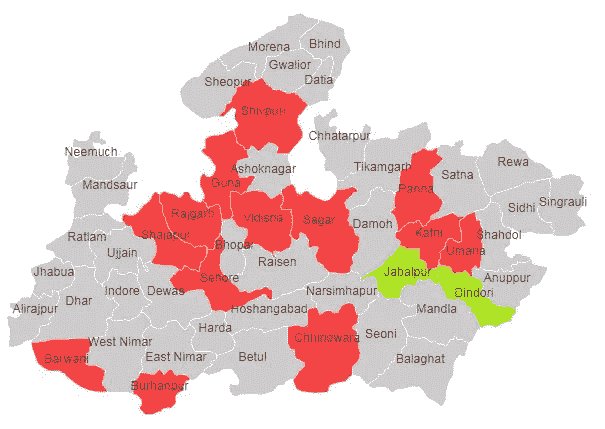 Morena
Bhind
Gwalior
Sheopur
Datia
Shivpuri
Chhatarpur
Neemuch
Ashoknagar
Tikamgarh
Rewa
Satna
Mandsaur
Guna
Panna
Singrauli
Sidhi
Rajgarh
Vidisha
Sagar
Damoh
Katni
Shahdol
Ratlam
Shajapur
Bhopal
Umaria
Ujjain
Raisen
Jhabua
Sehore
Jabalpur
Anuppur
Indore
Dewas
Narsimhapur
Dindori
Dhar
Alirajpur
Hoshangabad
Mandla
Harda
Seoni
West Nimar
Chhindwara
Barwani
East Nimar
Betul
Balaghat
Burhanpur